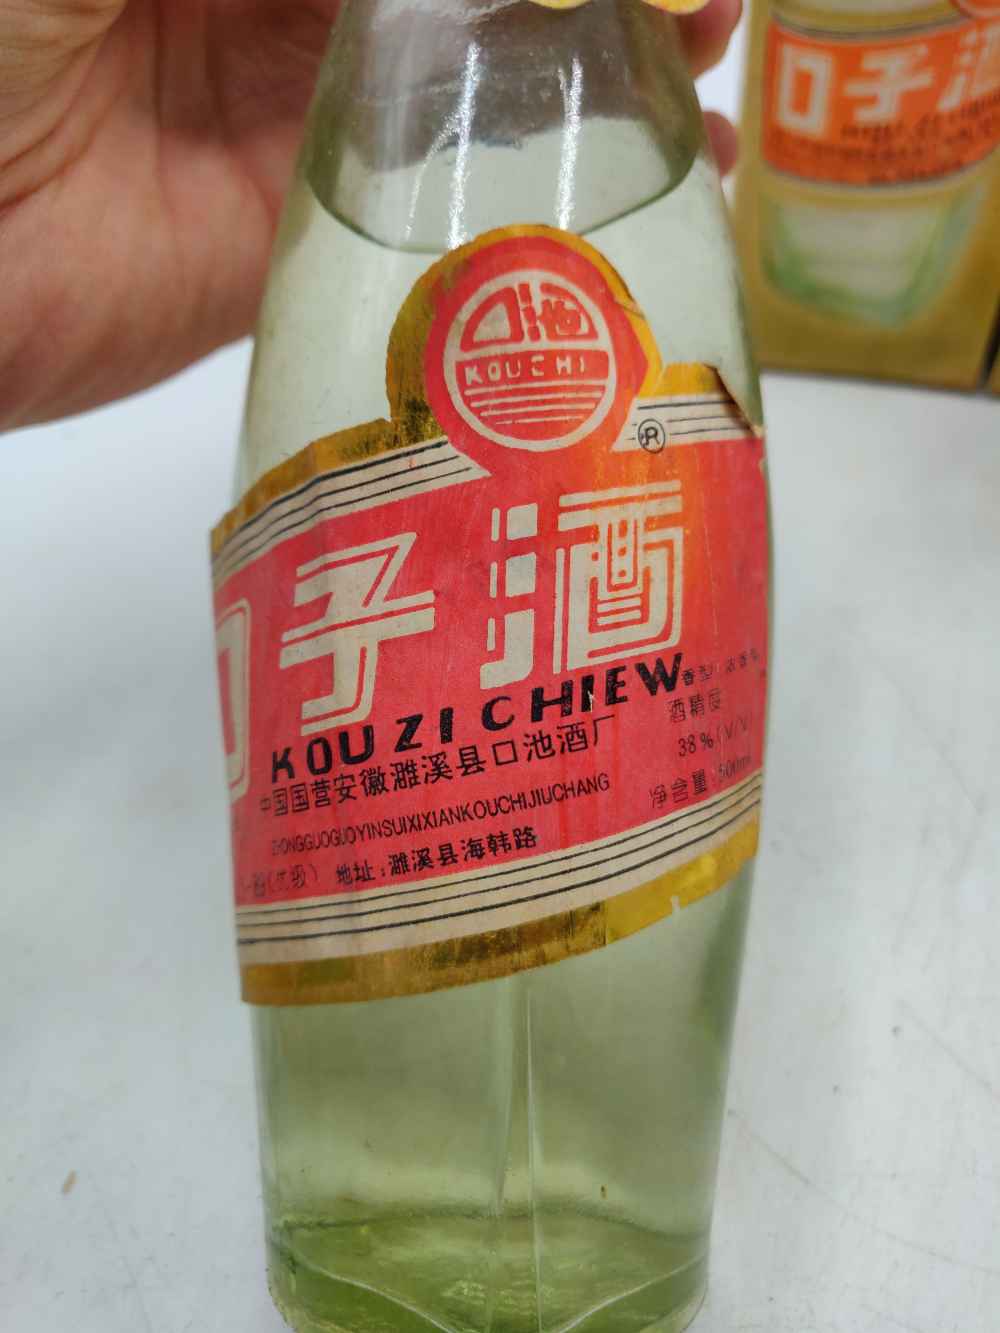 口子酒
口池
KOUCHI
®
口子酒
KOUZI CHIEW
香型:浓香
中国国营安徽濉溪县口池酒厂
酒精度
38%(V/V)
ZHONGGUOGUOYINSUIXIXIANKOUCHIJIUCHANG
净含量:500ml
地址:濉溪县海韩路